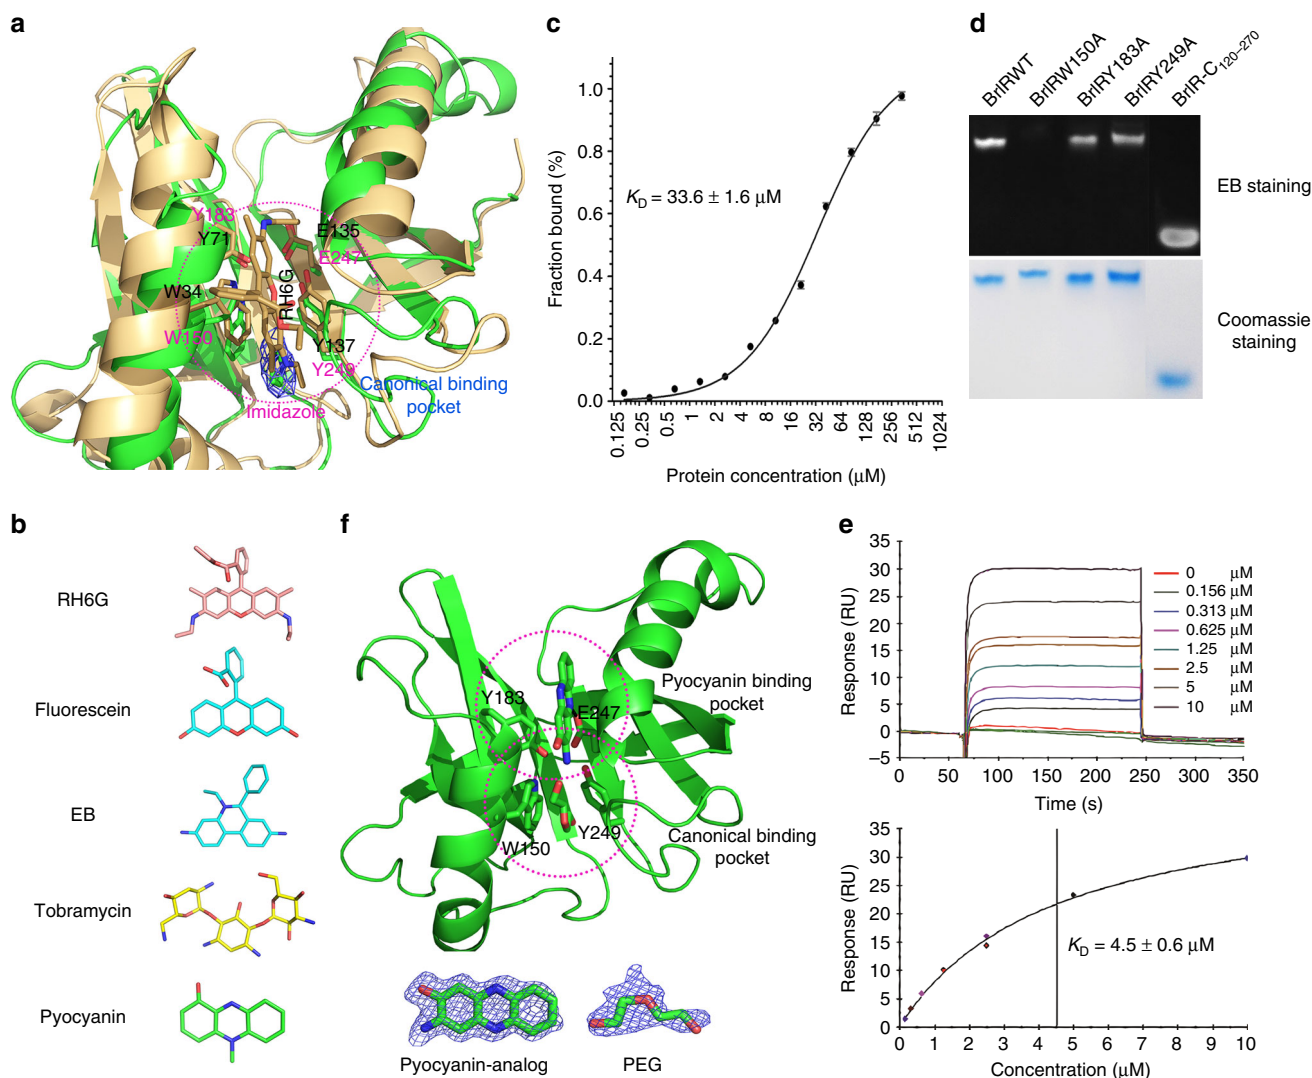 a
Y183
Y71
E135
E247
W34
RH6G
W150
Y137
Y249
Canonical binding
pocket
Imidazole
b
RH6G
Fluorescein
EB
Tobramycin
Pyocyanin
c
Fraction bound (%)
1.0
0.8
0.6
0.4
0.2
0.0
KD = 33.6 ± 1.6 μM
0.125
0.25
0.5
1
2
4
8
16
32
64
128
256
512
1024
Protein concentration (μM)
d
BrlRWT
BrlRW150A
BrlRY183A
BrlRY249A
BrlR-C120–270
EB staining
Coomassie
staining
f
Y183
E247
Pyocyanin binding
pocket
W150
Y249
Canonical binding
pocket
Pyocyanin-analog
PEG
e
Response (RU)
35
30
25
20
15
10
5
0
–5
0 μM
0.156 μM
0.313 μM
0.625 μM
1.25 μM
2.5 μM
5 μM
10 μM
0 50 100 150 200 250 300 350
Time (s)
Response (RU)
35
30
25
20
15
10
5
0
KD = 4.5 ± 0.6 μM
0 1 2 3 4 5 6 7 8 9 10
Concentration (μM)